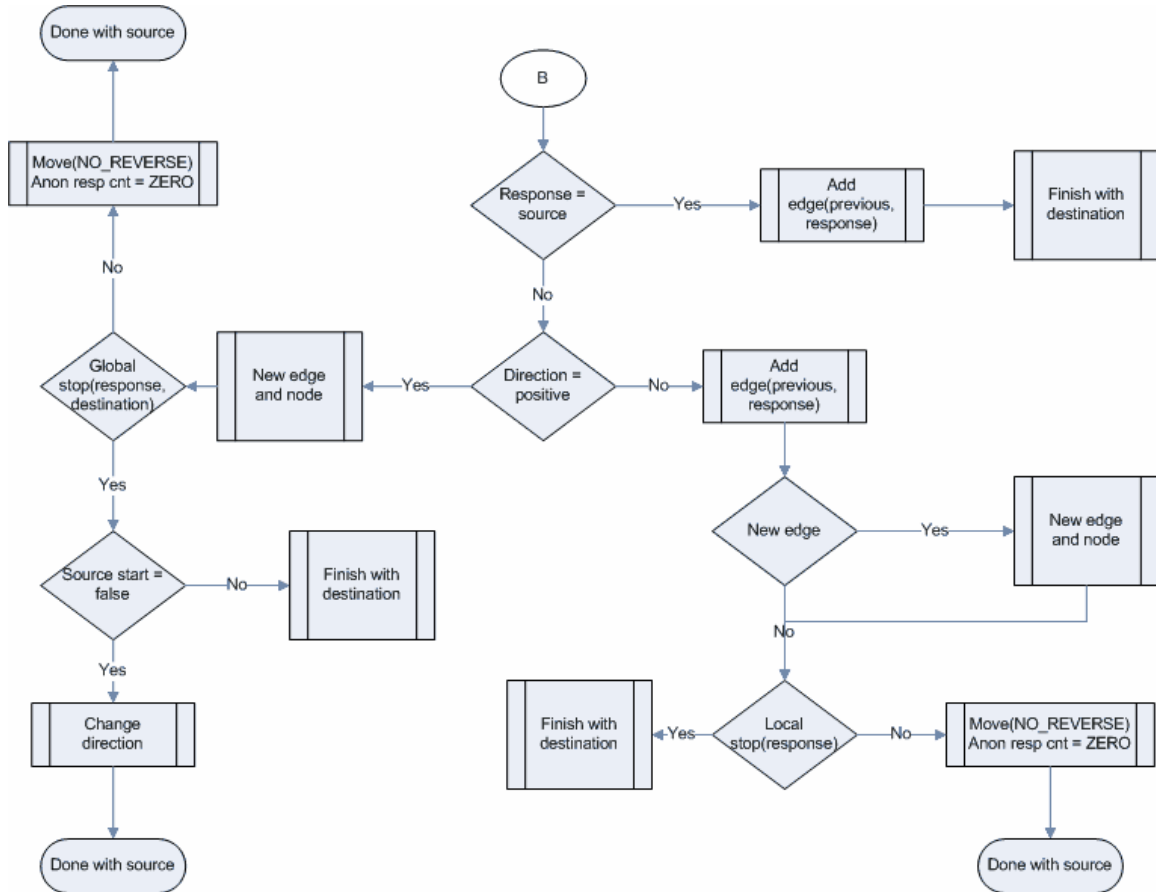 Done with source
B
Move(NO_REVERSE)
Anon resp cnt = ZERO
Response =
source
Yes
Add
edge(previous,
response)
Finish with
destination
No
No
Global
stop(response,
destination)
New edge
and node
Yes
Direction =
positive
No
Add
edge(previous,
response)
Yes
New edge
Yes
New edge
and node
Source start =
false
No
Finish with
destination
No
Yes
Change
direction
Finish with
destination
Yes
Local
stop(response)
No
Move(NO_REVERSE)
Anon resp cnt = ZERO
Done with source
Done with source